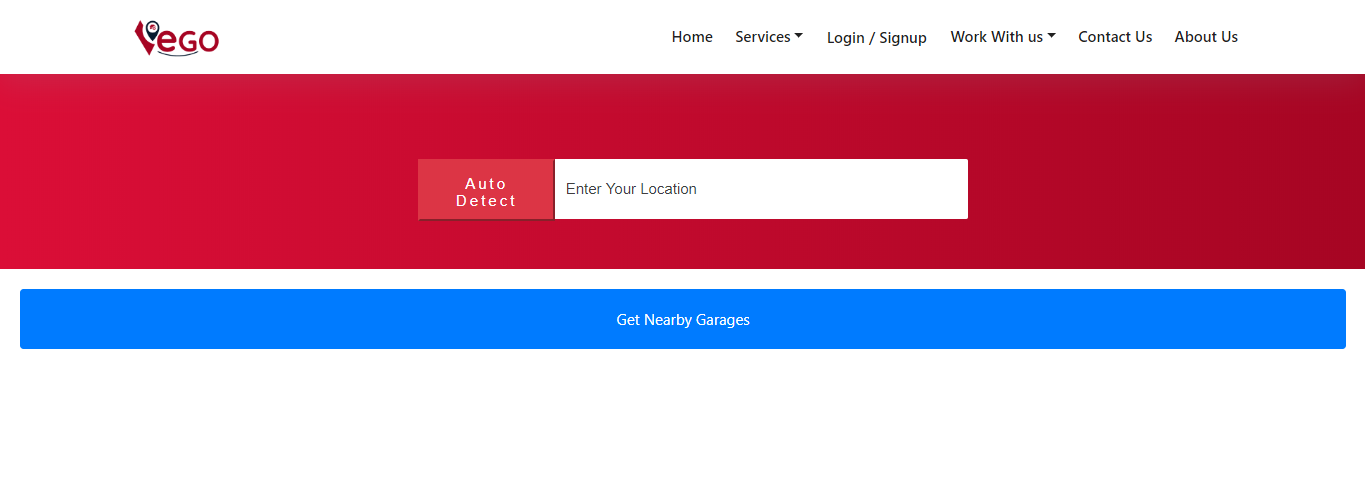 VeGO
Home Services Login / Signup Work With us Contact Us About Us
Auto
Detect
Enter Your Location
Get Nearby Garages